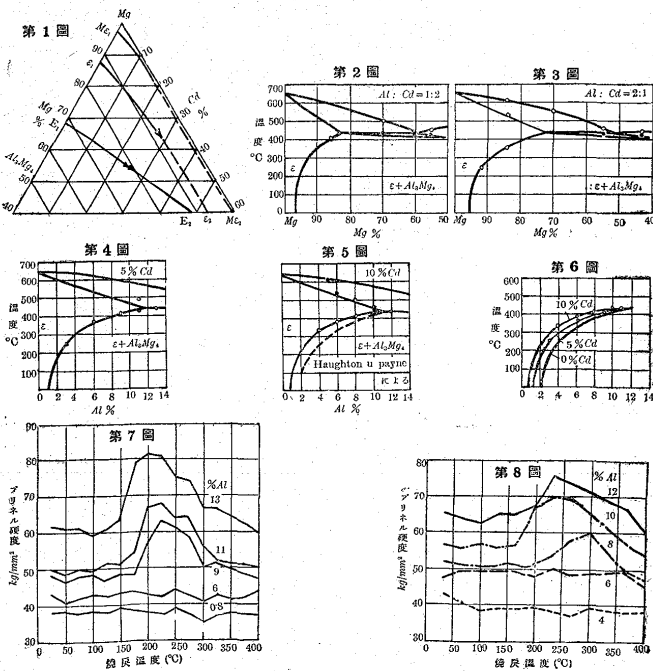 第1圖
Mg
Mε₁
90
ε₁
80
Mg
70
% E₁
60
Al₃Mg₄
50
40
10
20
Cd
30
%
40
50
60
E₂
ε₂
Mε₂
第2圖
Al : Cd = 1:2
700
600
500
400
300
200
100
0
溫
度
°C
ε
ε+Al₃Mg₄
Mg 90 80 70 60 50 40
Mg %
第3圖
Al : Cd = 2:1
ε
ε+Al₃Mg₄
Mg 90 80 70 60 50 40
Mg%
第4圖
5%Cd
700
600
500
400
300
200
100
溫
度
°C
ε
ε+Al₃Mg₄
0 2 4 6 8 10 12 14
Al %
第5圖
10%Cd
ε
ε+Al₃Mg₄
Haughton u payne
による
0 2 4 6 8 10 12 14
Al %
第6圖
500
400
300
200
100
溫
度
°C
10%Cd
5%Cd
0%Cd
0 2 4 6 8 10 12 14
第7圖
90
80
70
60
50
40
30
ブリネル硬度
kg/mm²
%Al
13
11
9
6
0·8
0 50 100 150 200 250 300 350 400
燒戾溫度(°C)
第8圖
80
70
60
50
40
30
ブリネル硬度
kg/mm²
%Al
12
10
8
6
4
0 50 100 150 200 250 300 350 400
燒戾溫度(°C)